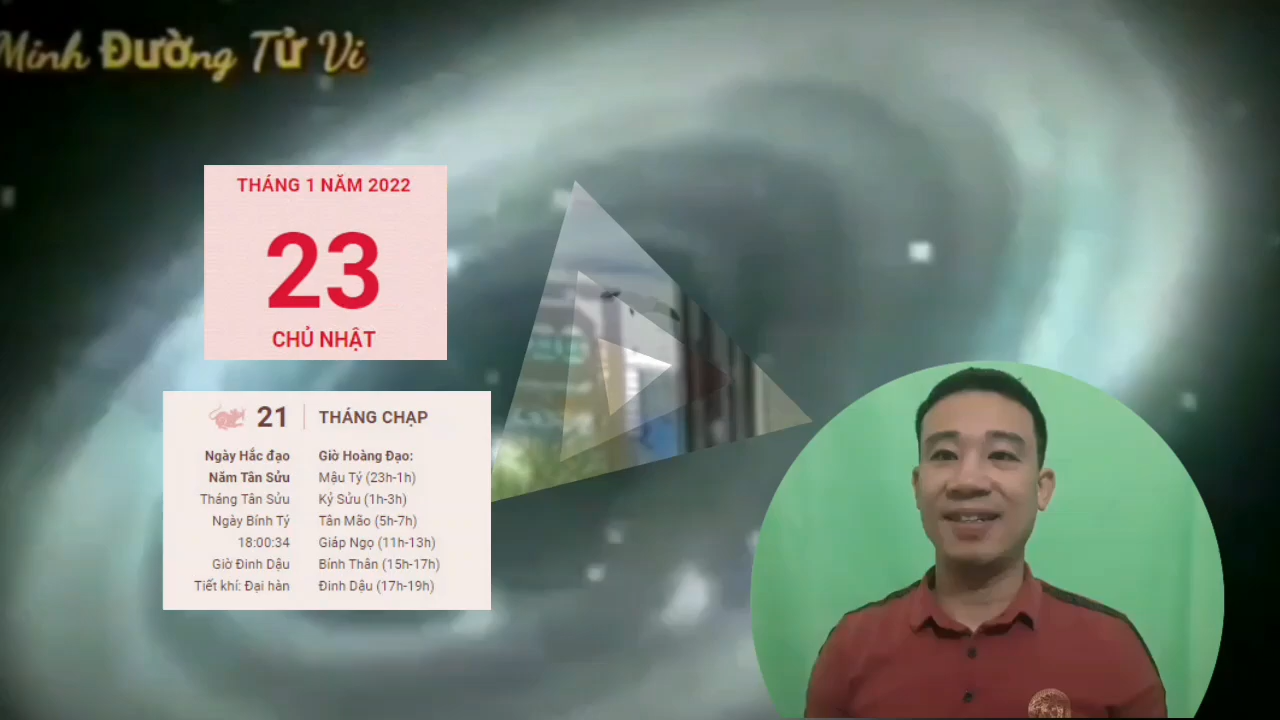 Minh Đường Tử Vi
THÁNG 1 NĂM 2022
23
CHỦ NHẬT
21 THÁNG CHẠP
Ngày Hắc đạo
Năm Tân Sửu
Tháng Tân Sửu
Ngày Bính Tý
18:00:34
Giờ Đinh Dậu
Tiết khí: Đại hàn
Giờ Hoàng Đạo:
Mậu Tý (23h-1h)
Kỷ Sửu (1h-3h)
Tân Mão (5h-7h)
Giáp Ngọ (11h-13h)
Bính Thân (15h-17h)
Đinh Dậu (17h-19h)